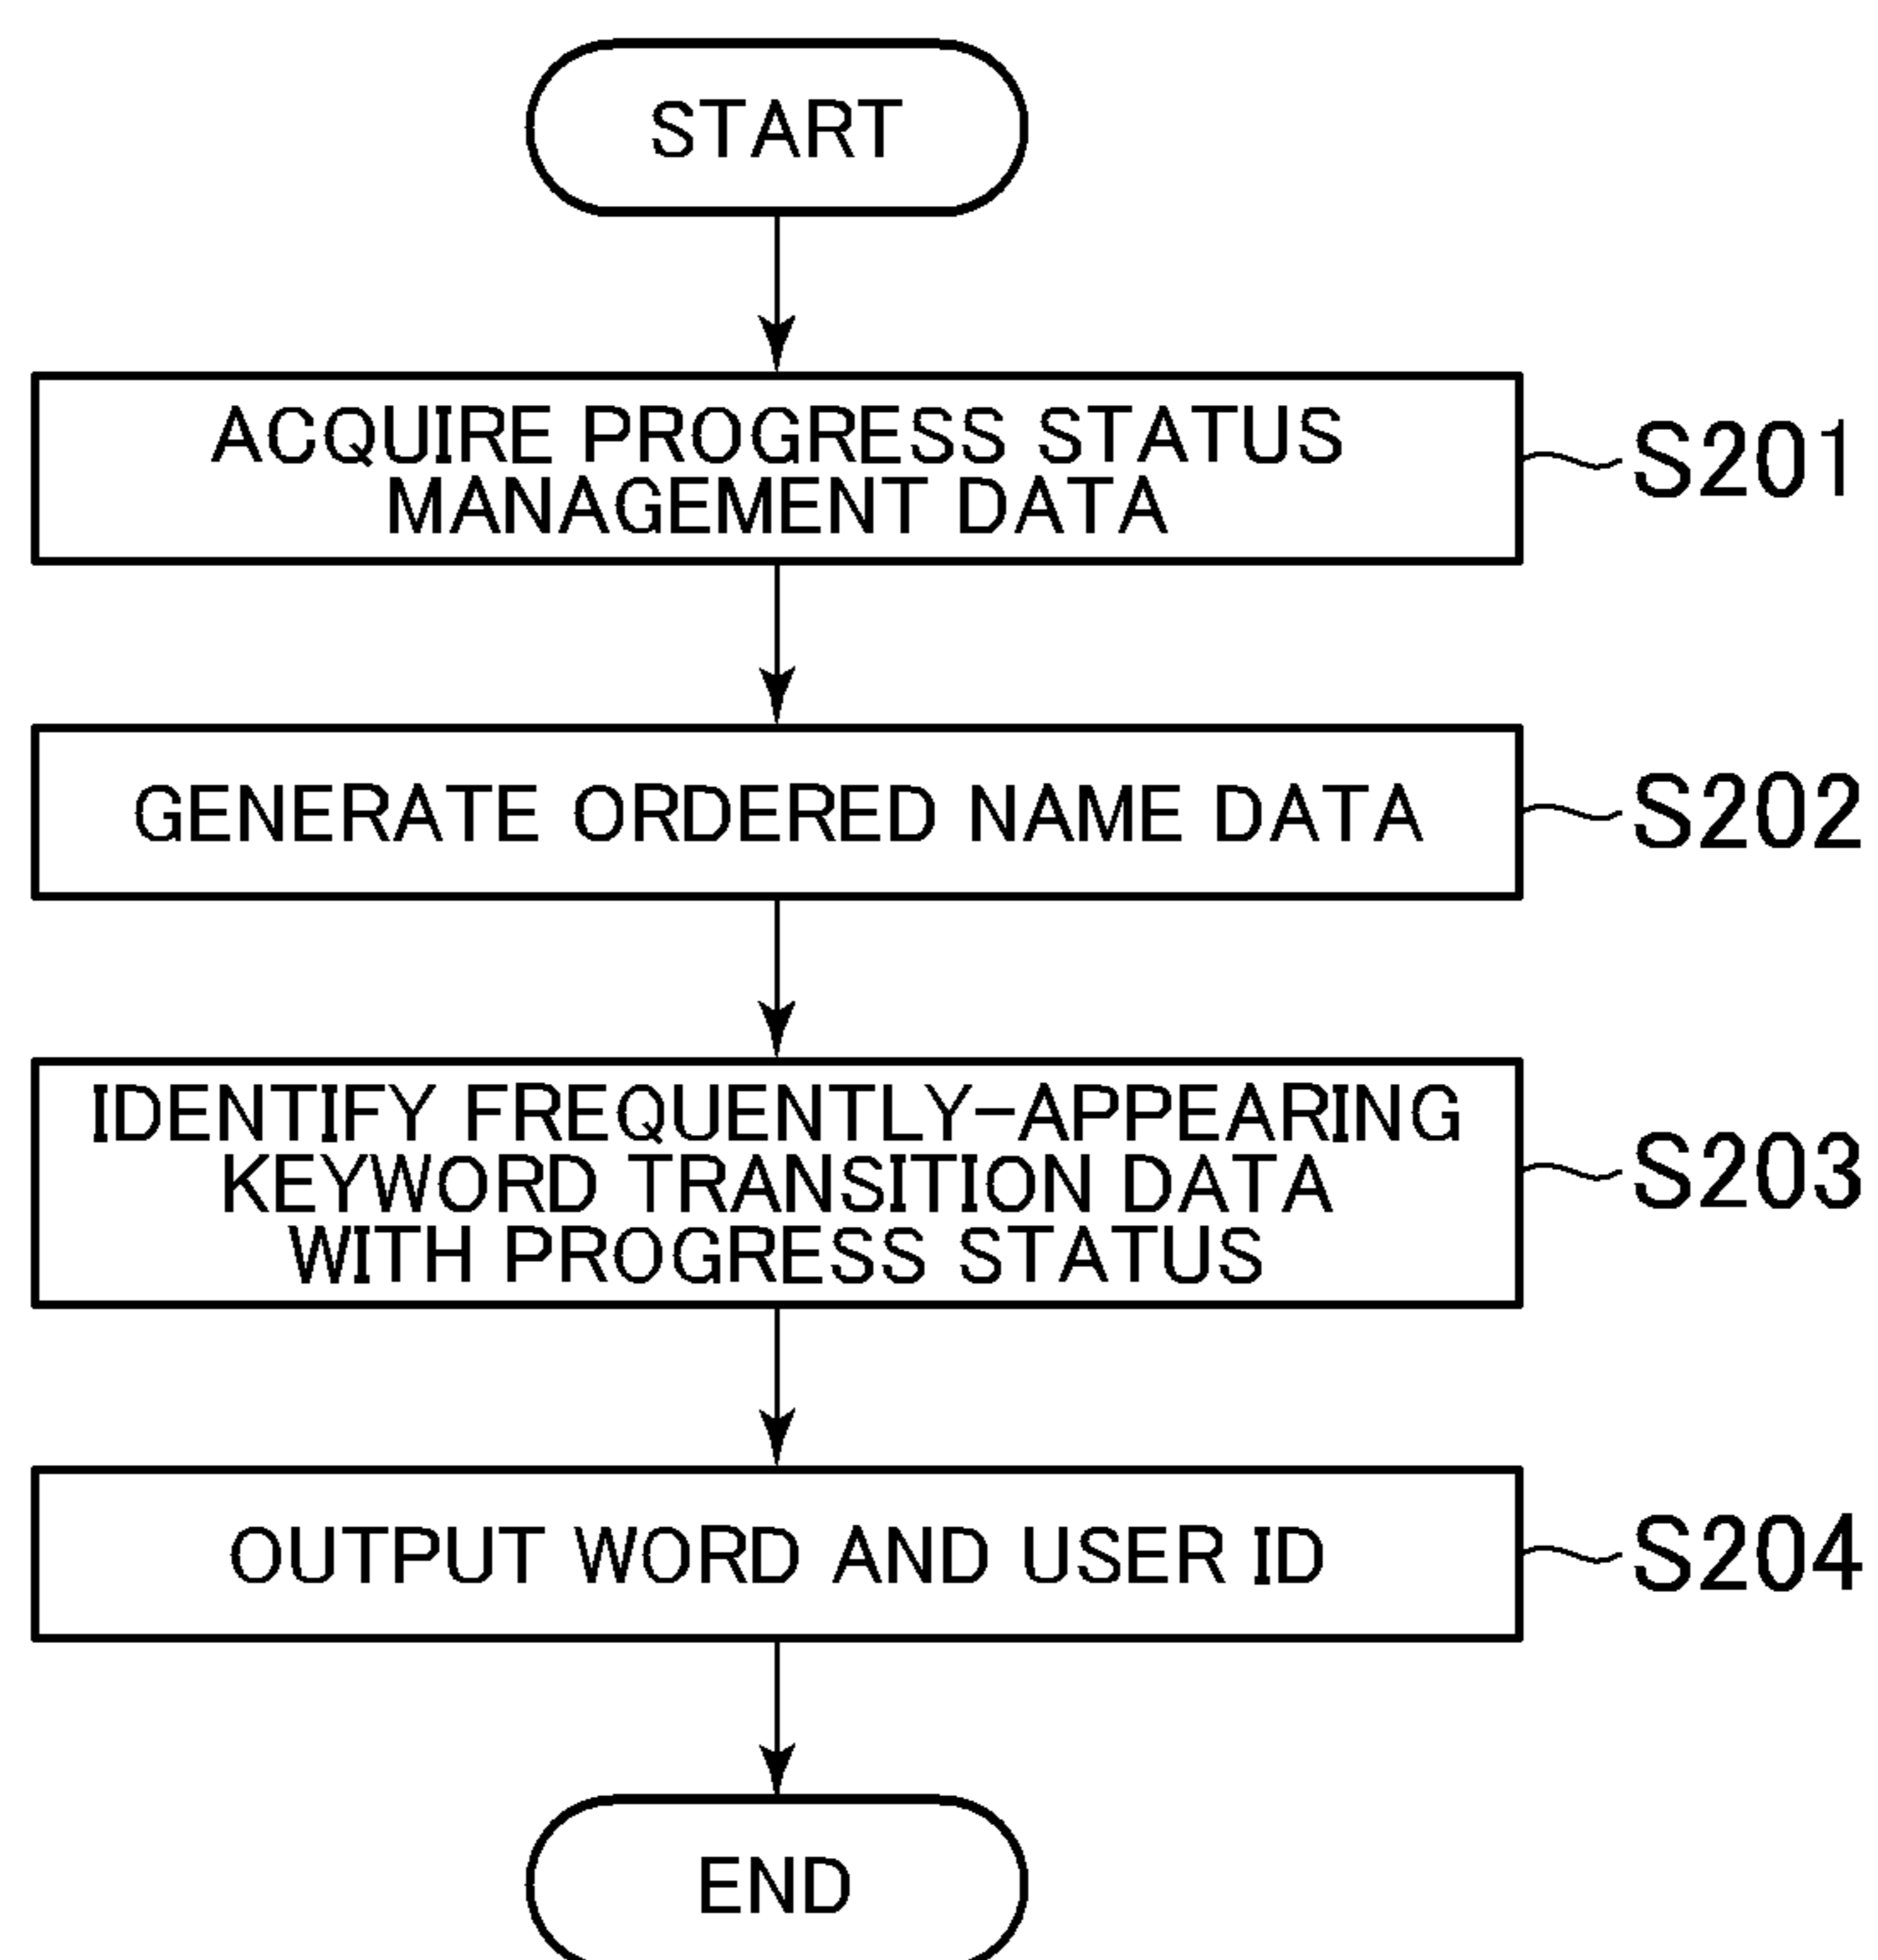 START
ACQUIRE PROGRESS STATUS
MANAGEMENT DATA
S201
GENERATE ORDERED NAME DATA
S202
IDENTIFY FREQUENTLY-APPEARING
KEYWORD TRANSITION DATA
WITH PROGRESS STATUS
S203
OUTPUT WORD AND USER ID
S204
END